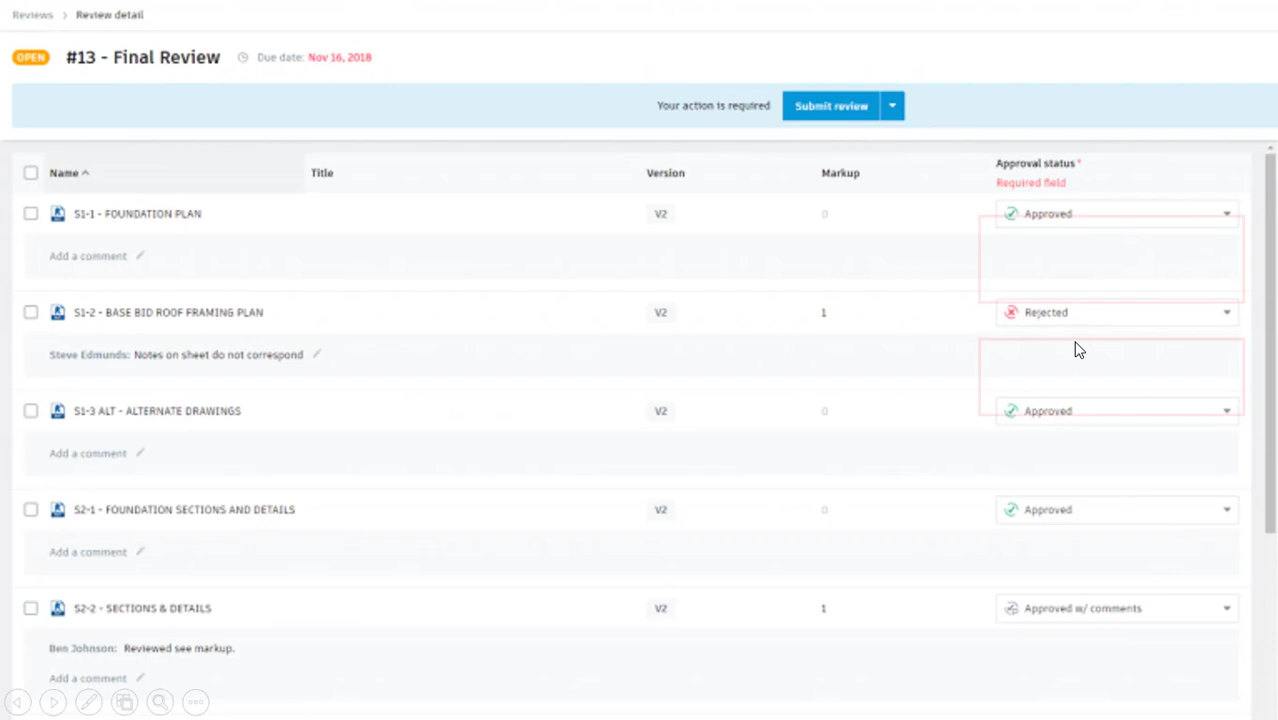 Reviews > Review detail
OPEN #13 - Final Review Due date: Nov 16, 2018
Your action is required Submit review
Name Title Version Markup Approval status *
Required field
S1-1 - FOUNDATION PLAN V2 0 Approved
Add a comment
S1-2 - BASE BID ROOF FRAMING PLAN V2 1 Rejected
Steve Edmunds: Notes on sheet do not correspond
S1-3 ALT - ALTERNATE DRAWINGS V2 0 Approved
Add a comment
S2-1 - FOUNDATION SECTIONS AND DETAILS V2 0 Approved
Add a comment
S2-2 - SECTIONS & DETAILS V2 1 Approved w/ comments
Ben Johnson: Reviewed see markup.
Add a comment